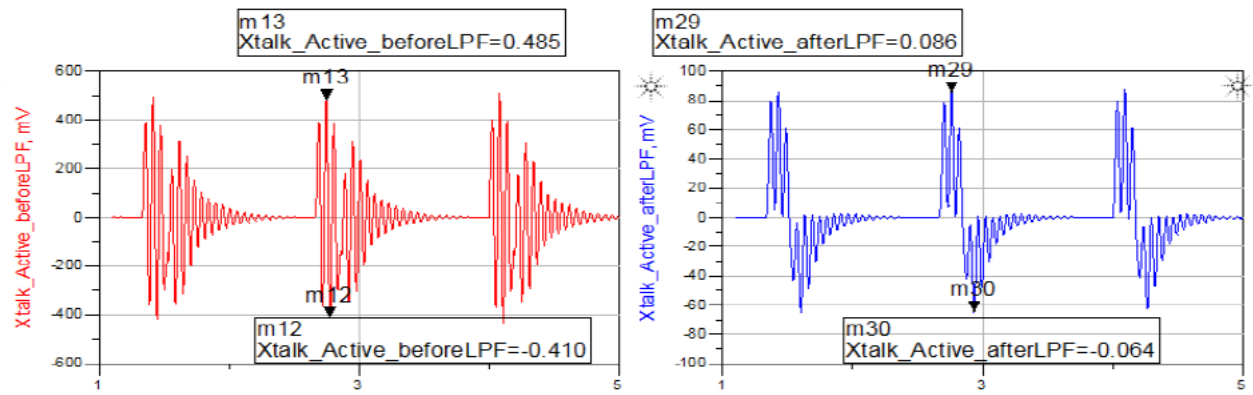 m13
Xtalk_Active_beforeLPF=0.485
m29
Xtalk_Active_afterLPF=0.086
Xtalk_Active_beforeLPF, mV
600
400
200
0
-200
-400
-600
m13
m12
m12
Xtalk_Active_beforeLPF=-0.410
1
3
5
Xtalk_Active_afterLPF, mV
100
80
60
40
20
0
-20
-40
-60
-80
-100
m29
m30
m30
Xtalk_Active_afterLPF=-0.064
1
3
5